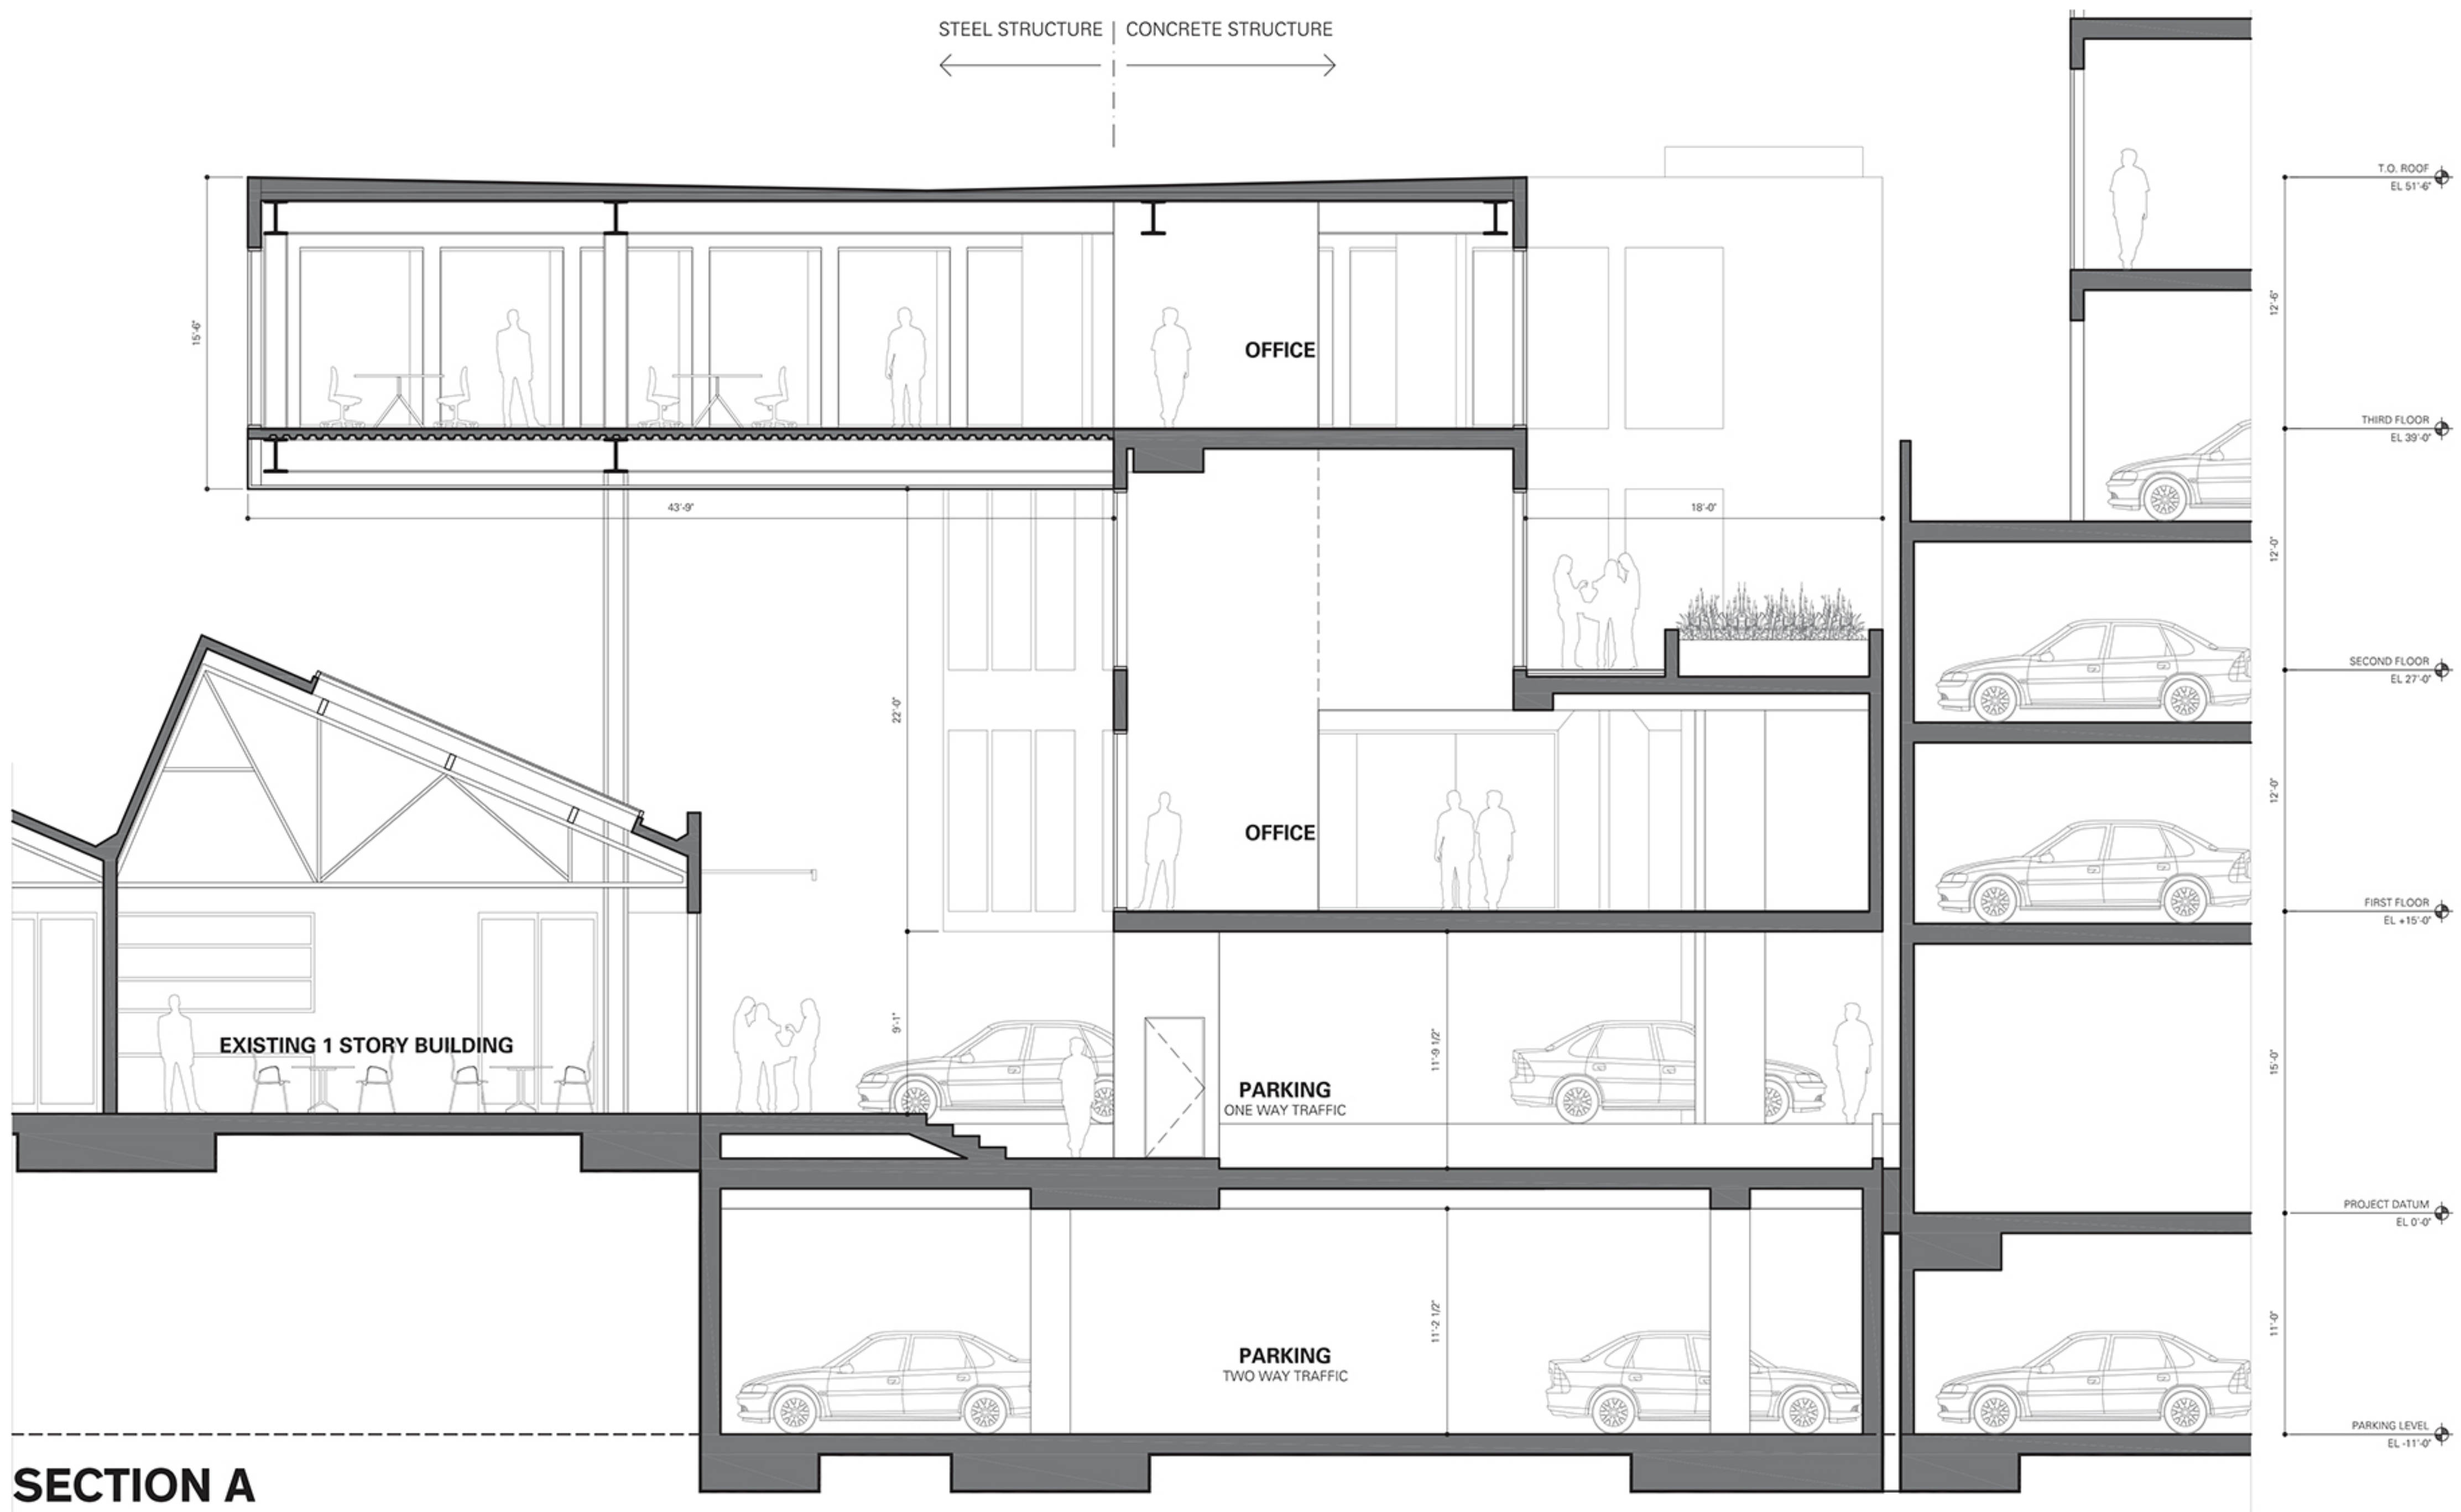 STEEL STRUCTURE | CONCRETE STRUCTURE
T.O. ROOF
EL 51'-6"
15'-6"
12'-6"
OFFICE
THIRD FLOOR
EL 39'-0"
43'-9"
18'-0"
12'-0"
SECOND FLOOR
EL 27'-0"
22'-0"
12'-0"
OFFICE
FIRST FLOOR
EL +15'-0"
9'-1"
EXISTING 1 STORY BUILDING
11'-9 1/2"
15'-0"
PARKING
ONE WAY TRAFFIC
PROJECT DATUM
EL 0'-0"
11'-2 1/2"
11'-0"
PARKING
TWO WAY TRAFFIC
PARKING LEVEL
EL -11'-0"
SECTION A